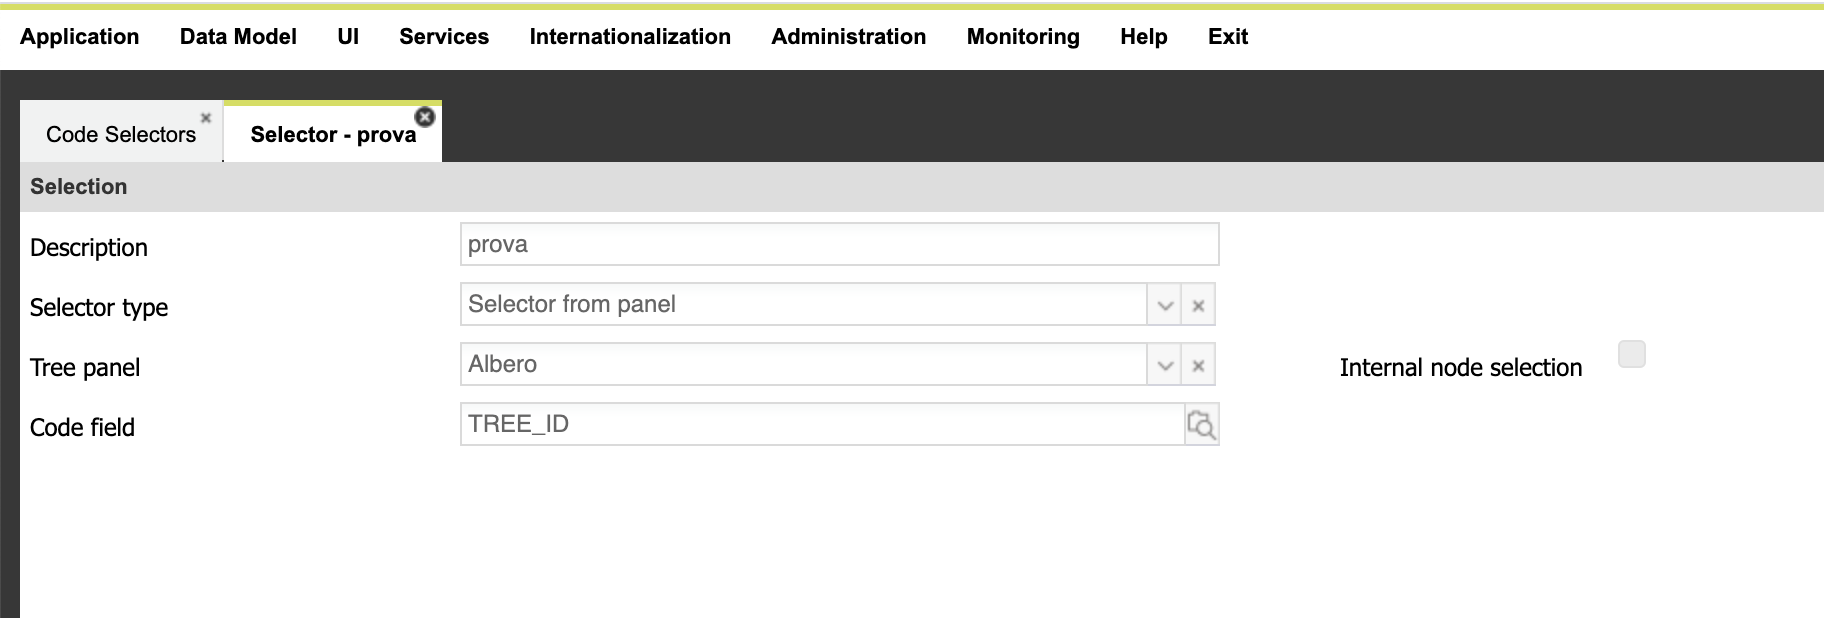 Application Data Model UI Services Internationalization Administration Monitoring Help Exit
Code Selectors Selector - prova
Selection
Description prova
Selector type Selector from panel
Tree panel Albero Internal node selection
Code field TREE_ID